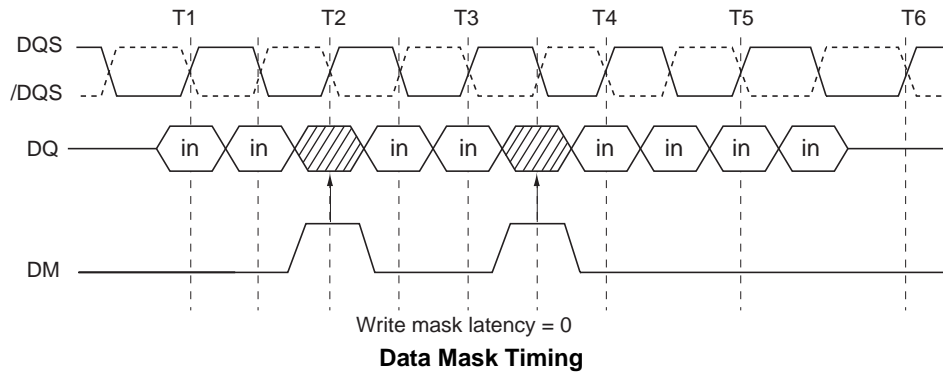 T1 T2 T3 T4 T5 T6
DQS
/DQS
DQ in in in in in in in in
DM
Write mask latency = 0
Data Mask Timing